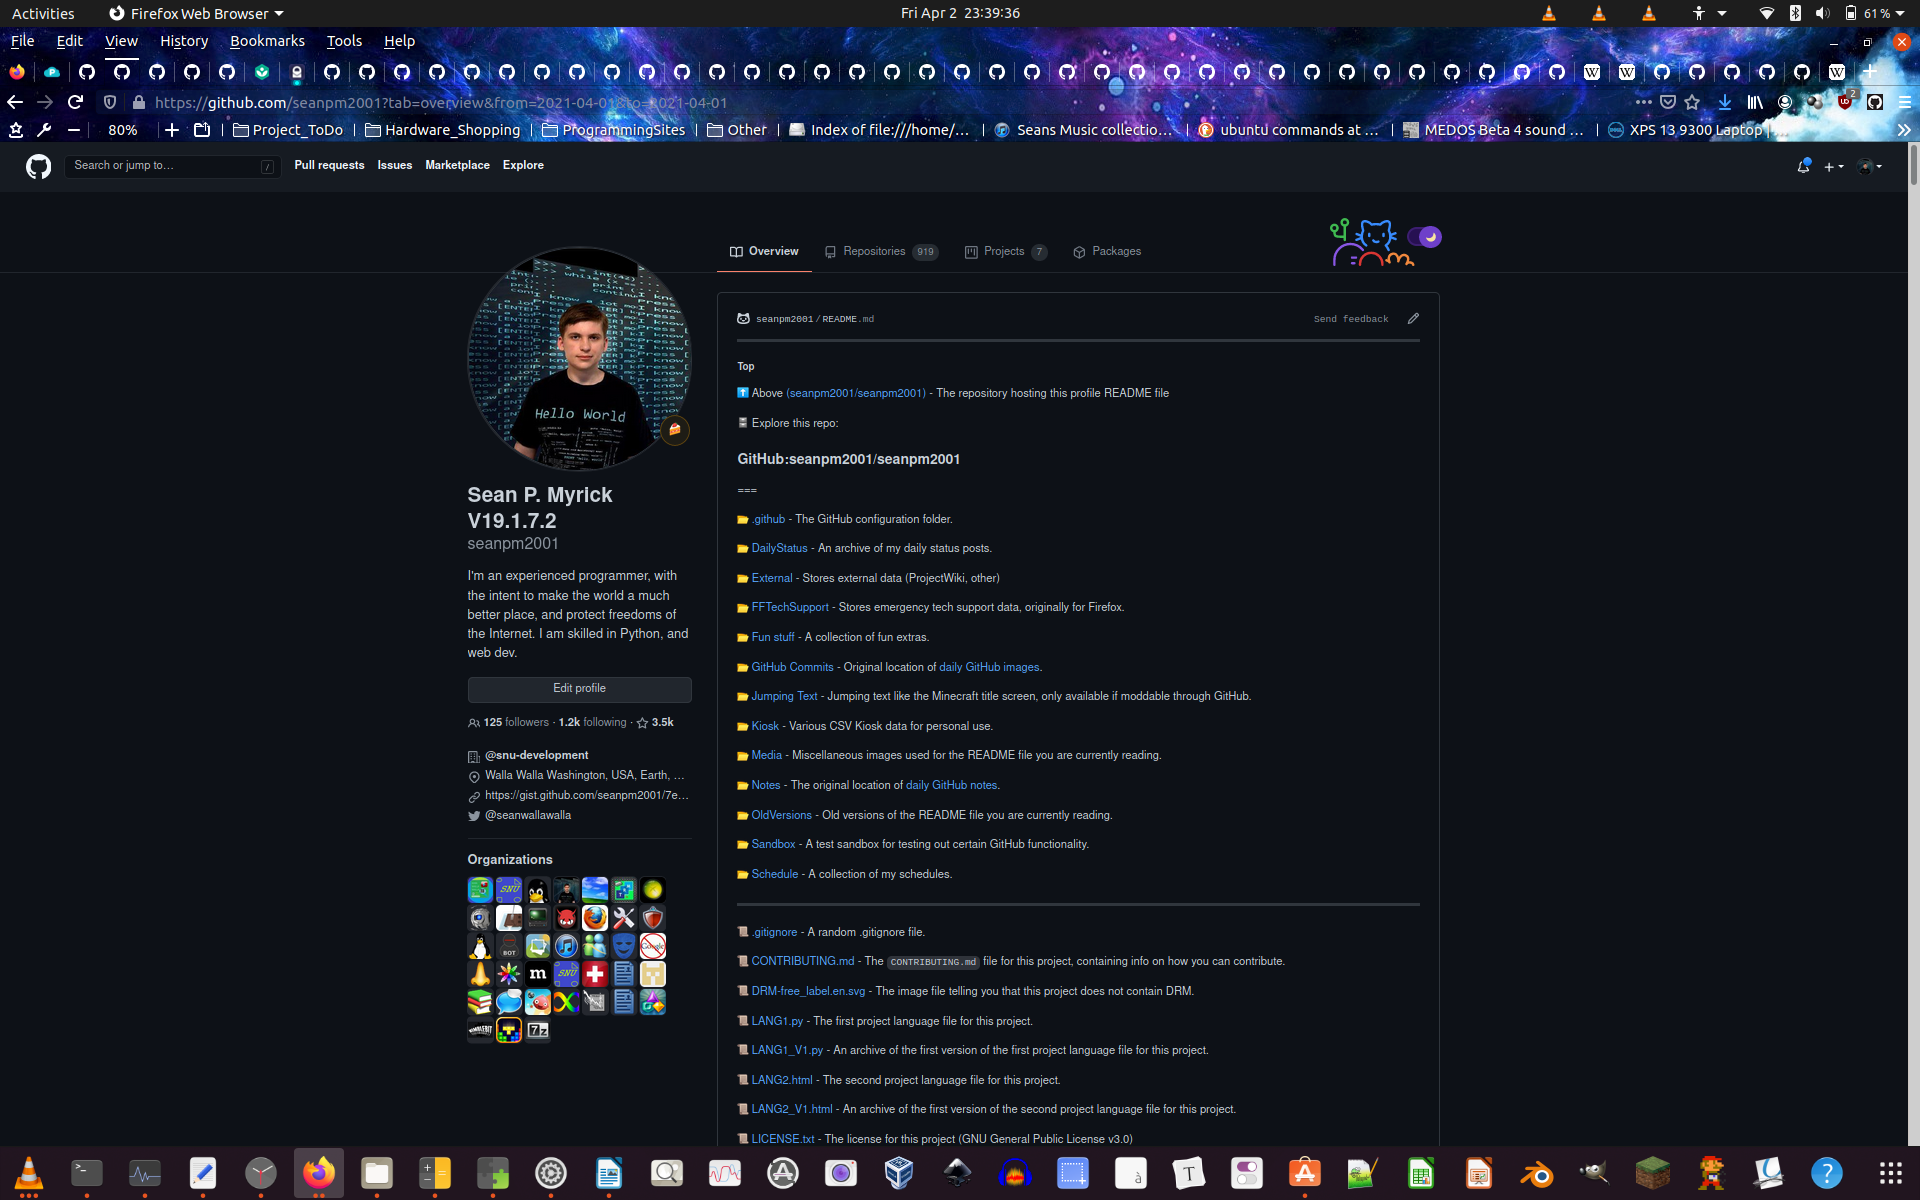 Activities
Firefox Web Browser
Fri Apr 2 23:39:36
61 %
File Edit View History Bookmarks Tools Help
https://github.com/seanpm2001?tab=overview&from=2021-04-01&to=2021-04-01
2
80%
Project_ToDo
Hardware_Shopping
ProgrammingSites
Other
Index of file:///home/...
Seans Music collectio...
ubuntu commands at ...
MEDOS Beta 4 sound ...
XPS 13 9300 Laptop | ...
Search or jump to... /
Pull requests Issues Marketplace Explore
Overview
Repositories 919
Projects 7
Packages
Hello World
Sean P. Myrick
V19.1.7.2
seanpm2001
I'm an experienced programmer, with
the intent to make the world a much
better place, and protect freedoms of
the Internet. I am skilled in Python, and
web dev.
Edit profile
125 followers · 1.2k following · 3.5k
@snu-development
Walla Walla Washington, USA, Earth, ...
https://gist.github.com/seanpm2001/7e...
@seanwallawalla
Organizations
seanpm2001/README.md
Send feedback
Top
Above (seanpm2001/seanpm2001) - The repository hosting this profile README file
Explore this repo:
GitHub:seanpm2001/seanpm2001
===
.github - The GitHub configuration folder.
DailyStatus - An archive of my daily status posts.
External - Stores external data (ProjectWiki, other)
FFTechSupport - Stores emergency tech support data, originally for Firefox.
Fun stuff - A collection of fun extras.
GitHub Commits - Original location of daily GitHub images.
Jumping Text - Jumping text like the Minecraft title screen, only available if moddable through GitHub.
Kiosk - Various CSV Kiosk data for personal use.
Media - Miscellaneous images used for the README file you are currently reading.
Notes - The original location of daily GitHub notes.
OldVersions - Old versions of the README file you are currently reading.
Sandbox - A test sandbox for testing out certain GitHub functionality.
Schedule - A collection of my schedules.
.gitignore - A random .gitignore file.
CONTRIBUTING.md - The CONTRIBUTING.md file for this project, containing info on how you can contribute.
DRM-free_label.en.svg - The image file telling you that this project does not contain DRM.
LANG1.py - The first project language file for this project.
LANG1_V1.py - An archive of the first version of the first project language file for this project.
LANG2.html - The second project language file for this project.
LANG2_V1.html - An archive of the first version of the second project language file for this project.
LICENSE.txt - The license for this project (GNU General Public License v3.0)